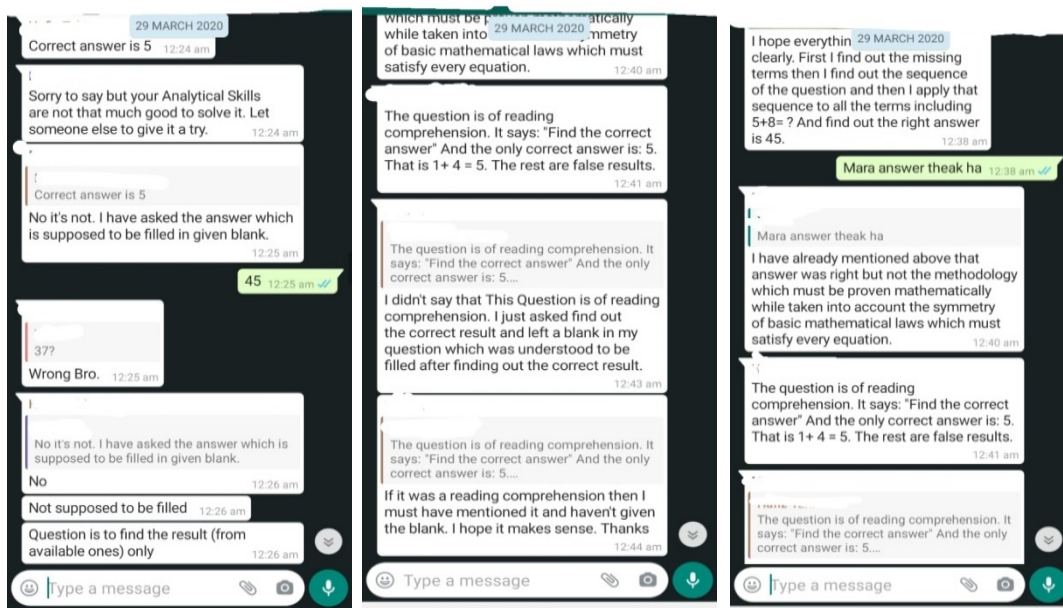 29 MARCH 2020
Correct answer is 5 12:24 am
Sorry to say but your Analytical Skills
are not that much good to solve it. Let
someone else to give it a try. 12:24 am
Correct answer is 5
No it's not. I have asked the answer which
is supposed to be filled in given blank.
12:25 am
45 12:25 am
37?
Wrong Bro. 12:25 am
No it's not. I have asked the answer which is
supposed to be filled in given blank.
No 12:26 am
Not supposed to be filled 12:26 am
Question is to find the result (from
available ones) only 12:26 am
Type a message
29 MARCH 2020
which must be
while taken into
of basic mathematical laws which must
satisfy every equation. 12:40 am
The question is of reading
comprehension. It says: "Find the correct
answer" And the only correct answer is: 5.
That is 1+ 4 = 5. The rest are false results.
12:41 am
The question is of reading comprehension. It
says: "Find the correct answer" And the only
correct answer is: 5....
I didn't say that This Question is of reading
comprehension. I just asked find out
the correct result and left a blank in my
question which was understood to be
filled after finding out the correct result.
12:43 am
The question is of reading comprehension. It
says: "Find the correct answer" And the only
correct answer is: 5....
If it was a reading comprehension then I
must have mentioned it and haven't given
the blank. I hope it makes sense. Thanks
12:44 am
Type a message
29 MARCH 2020
I hope
clearly. First I find out the missing
terms then I find out the sequence
of the question and then I apply that
sequence to all the terms including
5+8= ? And find out the right answer
is 45. 12:38 am
Mara answer theak ha 12:38 am
Mara answer theak ha
I have already mentioned above that
answer was right but not the methodology
which must be proven mathematically
while taken into account the symmetry
of basic mathematical laws which must
satisfy every equation. 12:40 am
The question is of reading
comprehension. It says: "Find the correct
answer" And the only correct answer is: 5.
That is 1+ 4 = 5. The rest are false results.
12:41 am
The question is of reading comprehension. It
says: "Find the correct answer" And the only
correct answer is: 5....
Type a message